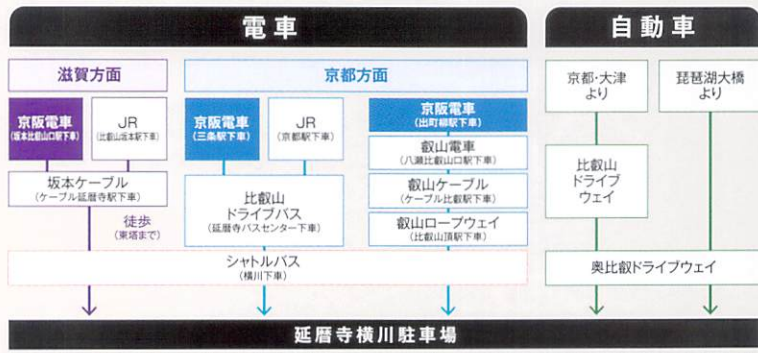 電車
滋賀方面
京阪電車
(坂本比叡山口駅下車)
JR
(比叡山坂本駅下車)
坂本ケーブル
(ケーブル延暦寺駅下車)
徒歩
(東塔まで)
京都方面
京阪電車
(三条駅下車)
JR
(京都駅下車)
比叡山
ドライブバス
(延暦寺バスセンター下車)
京阪電車
(出町柳駅下車)
叡山電車
(八瀬比叡山口駅下車)
叡山ケーブル
(ケーブル比叡駅下車)
叡山ロープウェイ
(比叡山頂駅下車)
シャトルバス
(横川下車)
自動車
京都・大津
より
比叡山
ドライブ
ウェイ
琵琶湖大橋
より
奥比叡ドライブウェイ
延暦寺横川駐車場